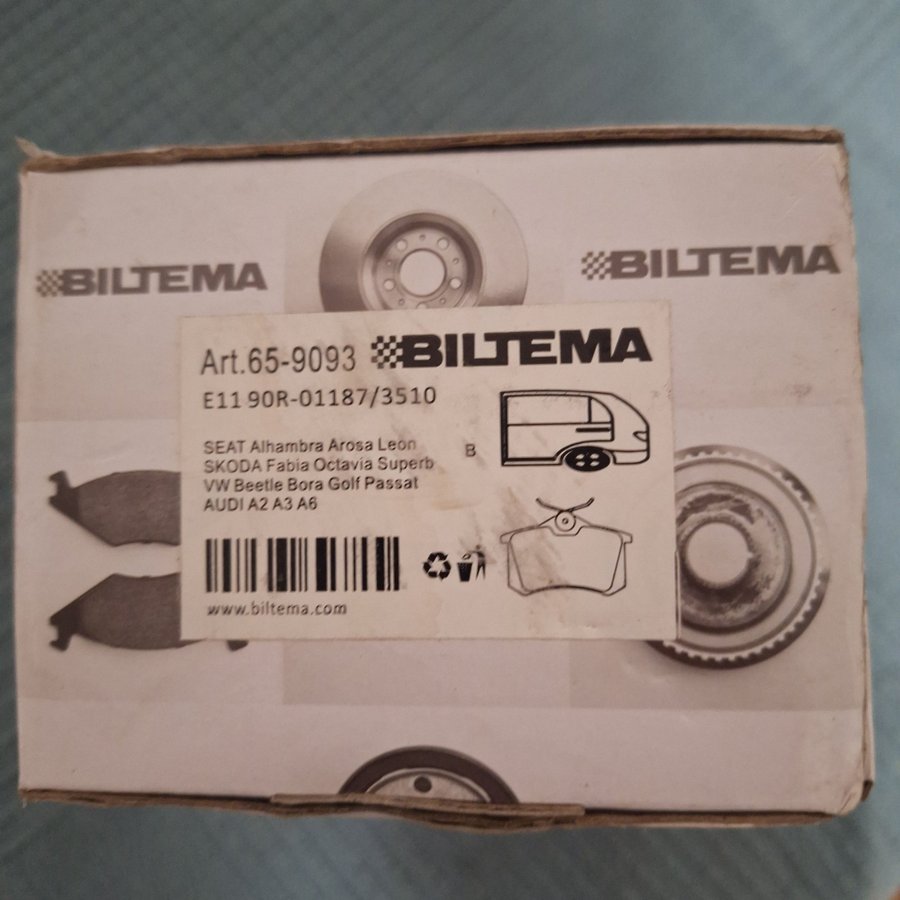 BILTEMA
BILTEMA
Art.65-9093 BILTEMA
E11 90R-01187/3510
SEAT Alhambra Arosa Leon
SKODA Fabia Octavia Superb
VW Beetle Bora Golf Passat
AUDI A2 A3 A6
B
www.biltema.com